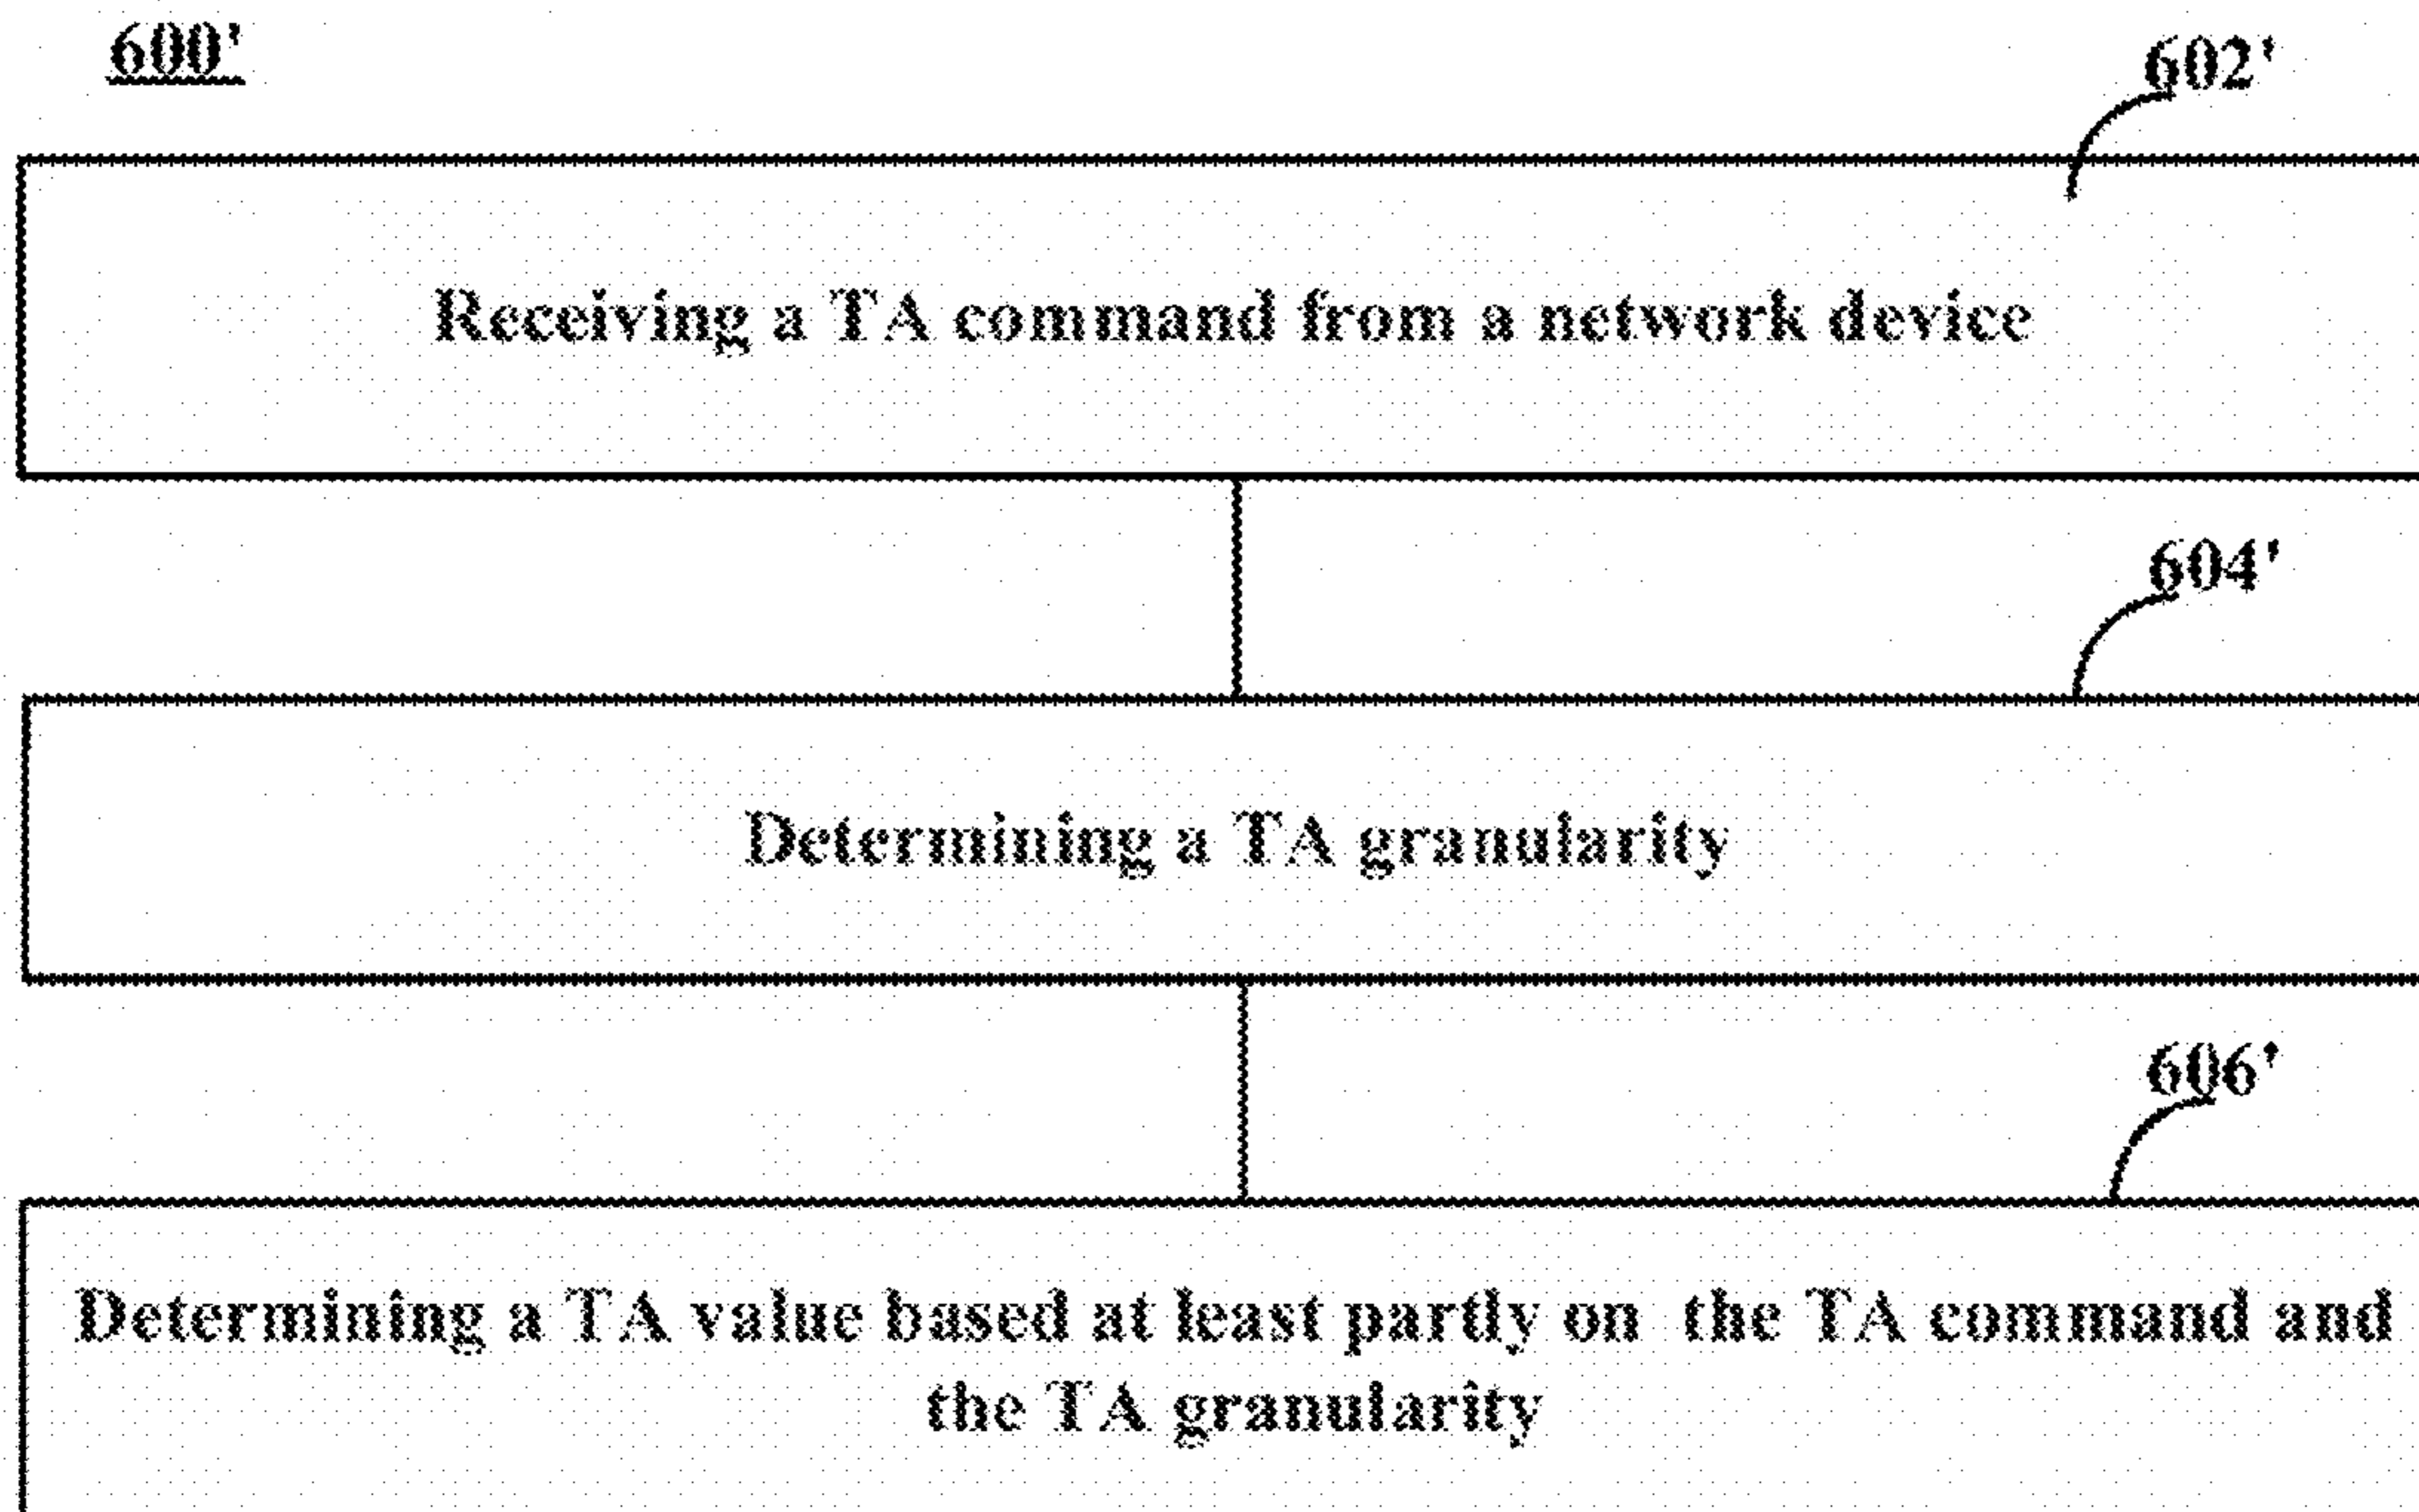 600'
602'
Receiving a TA command from a network device
604'
Determining a TA granularity
606'
Determining a TA value based at least partly on the TA command and
the TA granularity